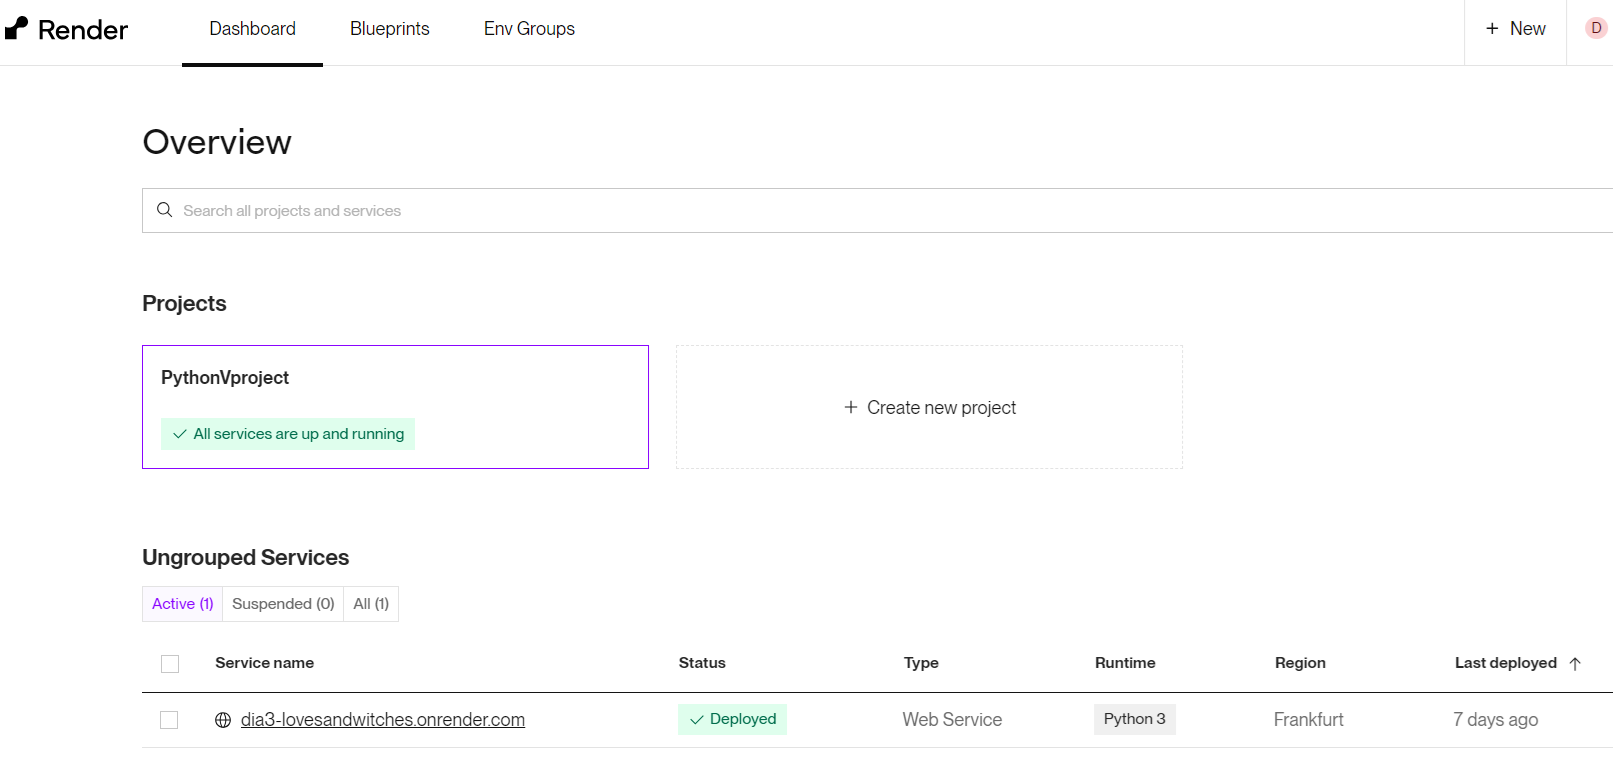 Render Dashboard Blueprints Env Groups + New D
Overview
Search all projects and services
Projects
PythonVproject
All services are up and running
+ Create new project
Ungrouped Services
Active (1) Suspended (0) All (1)
Service name Status Type Runtime Region Last deployed ↑
dia3-lovesandwitches.onrender.com Deployed Web Service Python 3 Frankfurt 7 days ago